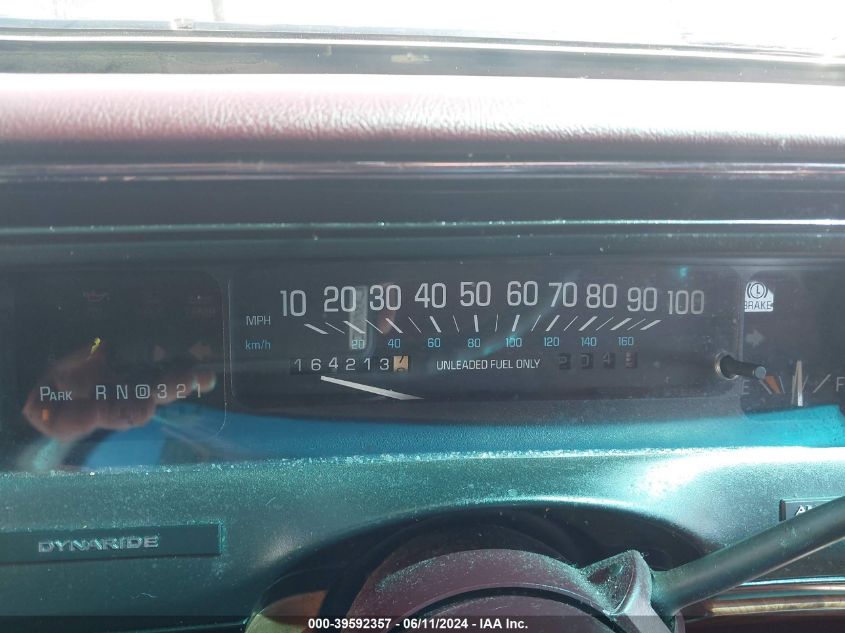 10 20 30 40 50 60 70 80 90 100
MPH
BRAKE
km/h 20 40 60 80 100 120 140 160
164213
UNLEADED FUEL ONLY
PARK R N D 3 2 1
E F
DYNARIDE
000-39592357 - 06/11/2024 - IAA Inc.